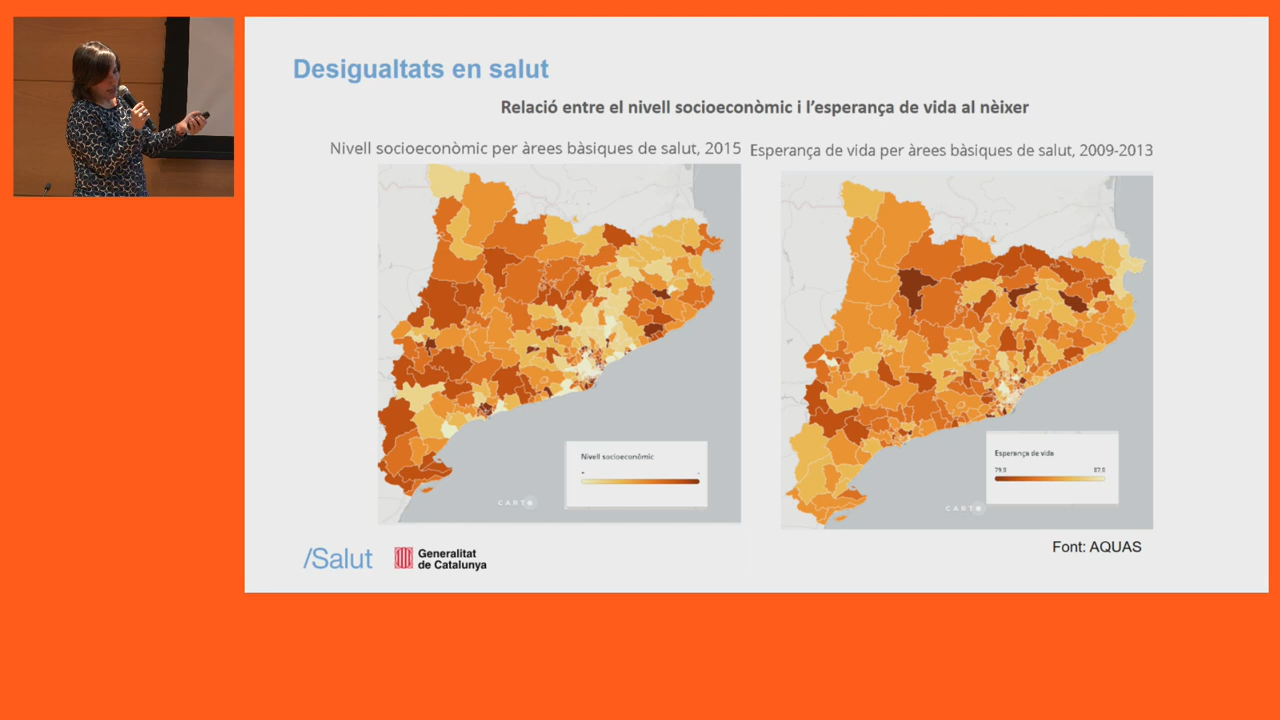 Desigualtats en salut
Relació entre el nivell socioeconòmic i l'esperança de vida al nèixer
Nivell socioeconòmic per àrees bàsiques de salut, 2015
Esperança de vida per àrees bàsiques de salut, 2009-2013
Nivell socioeconòmic
+ -
CARTO
Esperança de vida
79,0 87,0
CARTO
Font: AQUAS
/Salut
Generalitat
de Catalunya